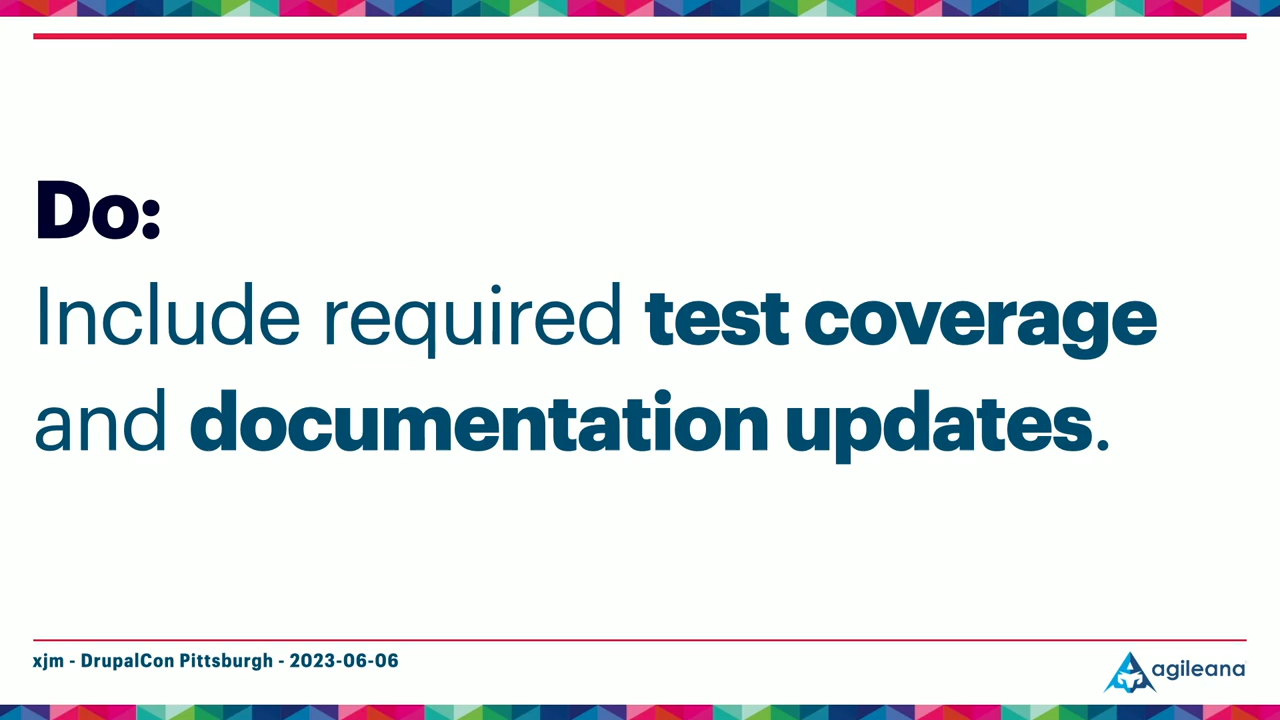 Do:
Include required test coverage
and documentation updates.
xjm - DrupalCon Pittsburgh - 2023-06-06
agileana